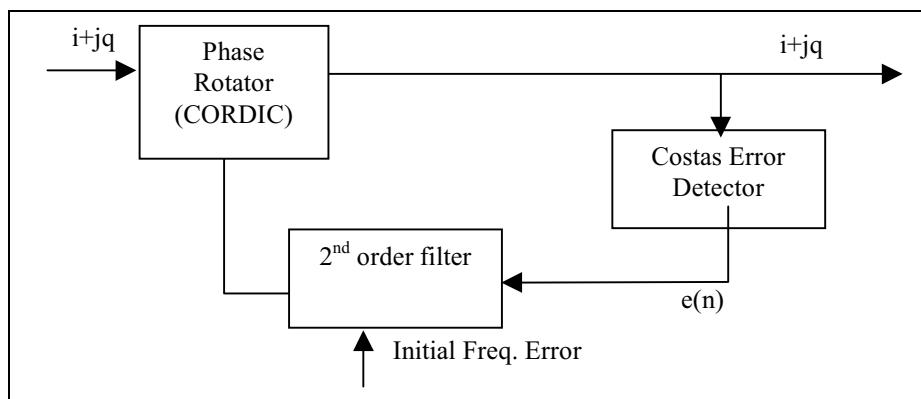 i+jq
Phase
Rotator
(CORDIC)
i+jq
Costas Error
Detector
2nd order filter
e(n)
Initial Freq. Error